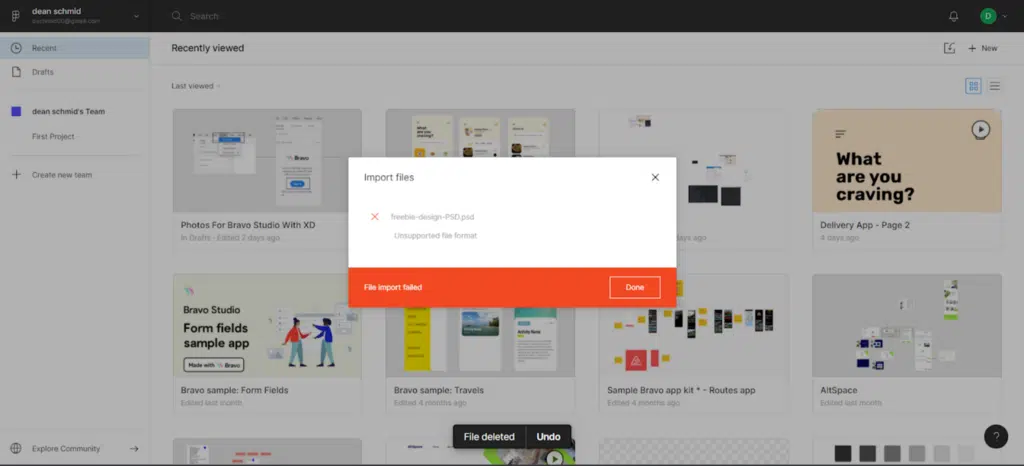 dean schmid
Search
D
Recent
Drafts
dean schmid's Team
First Project
Create new team
Explore Community
Recently viewed
New
Last viewed
Photos For Bravo Studio With XD
In Drafts · Edited 2 days ago
What
are you
craving?
days ago
What
are you
craving?
Delivery App - Page 2
4 days ago
Import files
freebie-design-PSD.psd
Unsupported file format
File import failed
Done
Bravo Studio
Form fields
sample app
Made with Bravo
Bravo sample: Form Fields
Edited last month
Bravo sample: Travels
Edited 4 months ago
Sample Bravo app kit * - Routes app
Edited 4 months ago
AltSpace
Edited last month
File deleted
Undo
?